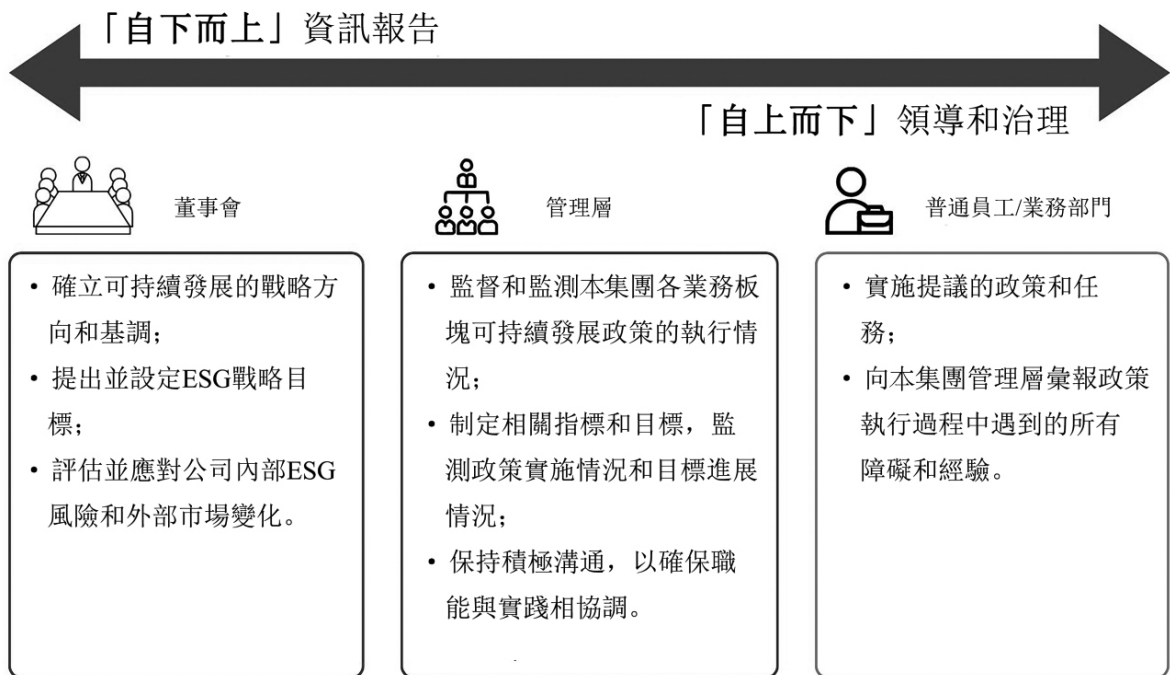 「自下而上」資訊報告
「自上而下」領導和治理
董事會
管理層
普通員工/業務部門
• 確立可持續發展的戰略方
向和基調；
• 提出並設定ESG戰略目
標；
• 評估並應對公司內部ESG
風險和外部市場變化。
• 監督和監測本集團各業務板
塊可持續發展政策的執行情
況；
• 制定相關指標和目標，監
測政策實施情況和目標進展
情況；
• 保持積極溝通，以確保職
能與實踐相協調。
• 實施提議的政策和任
務；
• 向本集團管理層彙報政策
執行過程中遇到的所有
障礙和經驗。